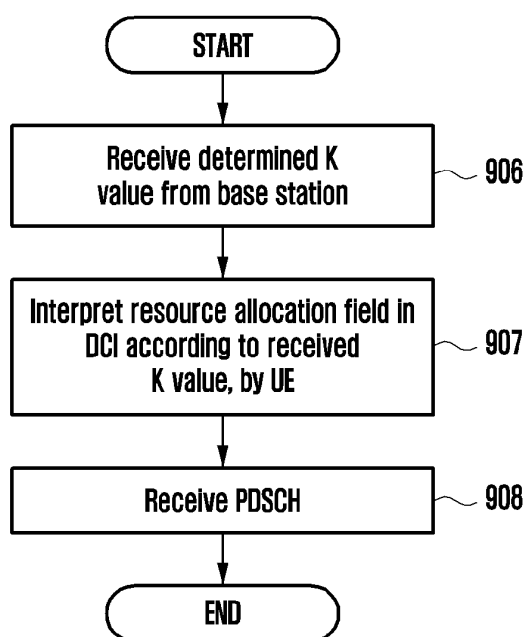 START
Receive determined K
value from base station
906
Interpret resource allocation field in
DCI according to received
K value, by UE
907
Receive PDSCH
908
END